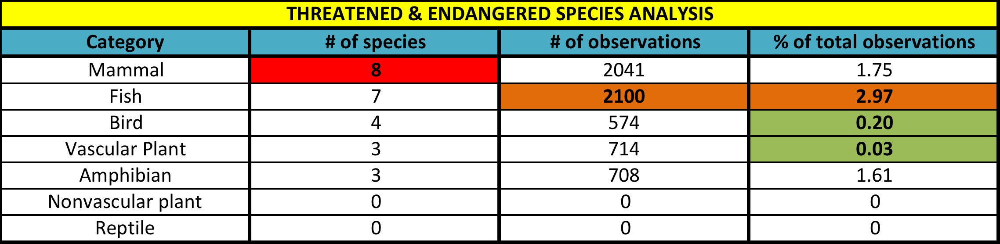 THREATENED & ENDANGERED SPECIES ANALYSIS
Category # of species # of observations % of total observations
Mammal 8 2041 1.75
Fish 7 2100 2.97
Bird 4 574 0.20
Vascular Plant 3 714 0.03
Amphibian 3 708 1.61
Nonvascular plant 0 0 0
Reptile 0 0 0